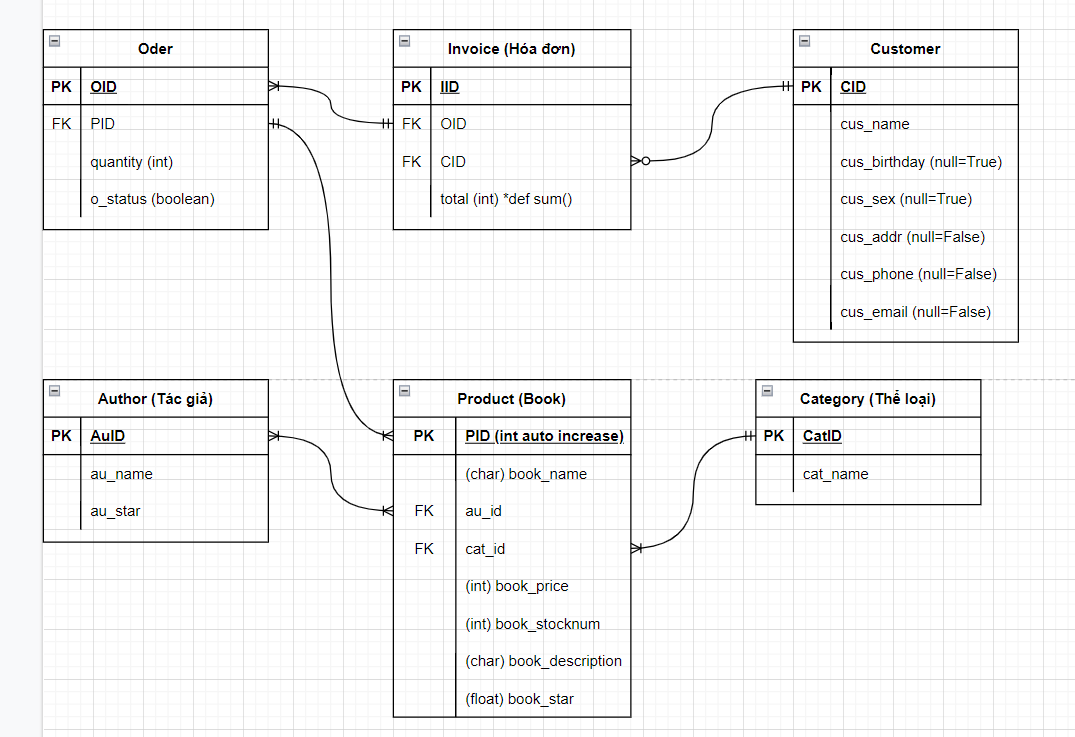 Oder
PK OID
FK PID
quantity (int)
o_status (boolean)
Invoice (Hóa đơn)
PK IID
FK OID
FK CID
total (int) *def sum()
Customer
PK CID
cus_name
cus_birthday (null=True)
cus_sex (null=True)
cus_addr (null=False)
cus_phone (null=False)
cus_email (null=False)
Author (Tác giả)
PK AuID
au_name
au_star
Product (Book)
PK PID (int auto increase)
(char) book_name
FK au_id
FK cat_id
(int) book_price
(int) book_stocknum
(char) book_description
(float) book_star
Category (Thể loại)
PK CatID
cat_name